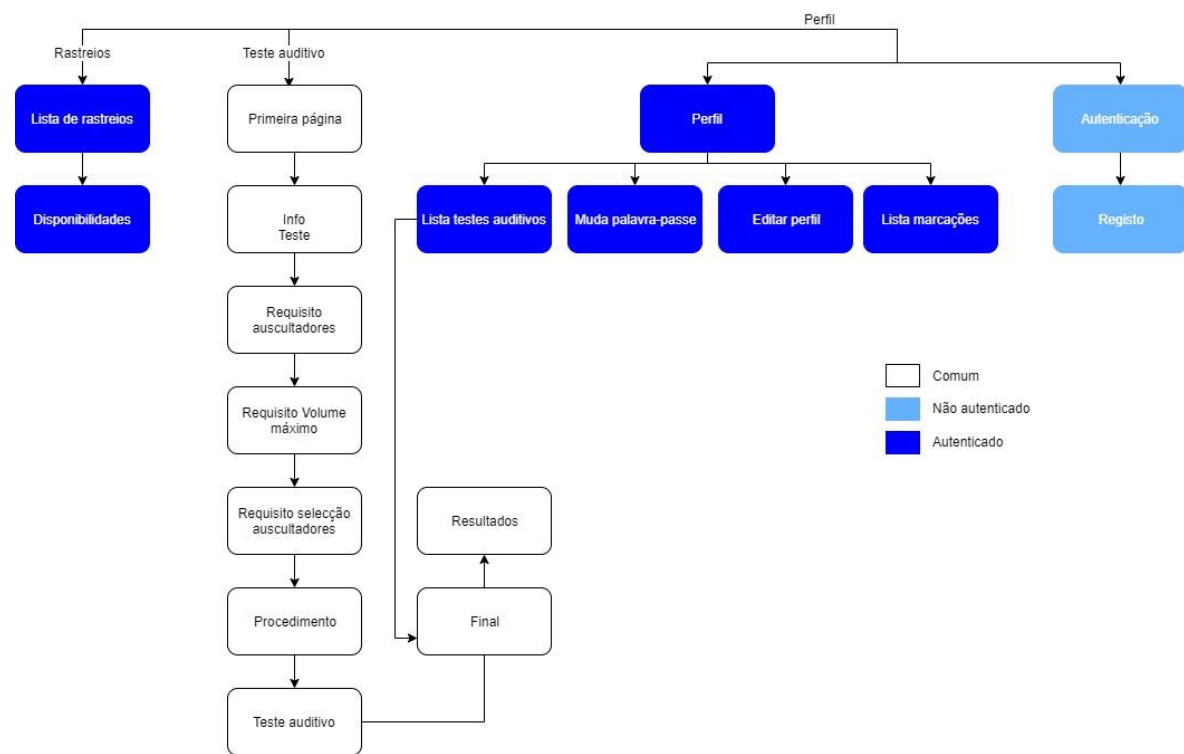 Perfil
Rastreios
Teste auditivo
Lista de rastreios
Primeira página
Perfil
Autenticação
Disponibilidades
Info
Teste
Lista testes auditivos
Muda palavra-passe
Editar perfil
Lista marcações
Registo
Requisito
auscultadores
Comum
Não autenticado
Autenticado
Requisito Volume
máximo
Requisito selecção
auscultadores
Resultados
Procedimento
Final
Teste auditivo